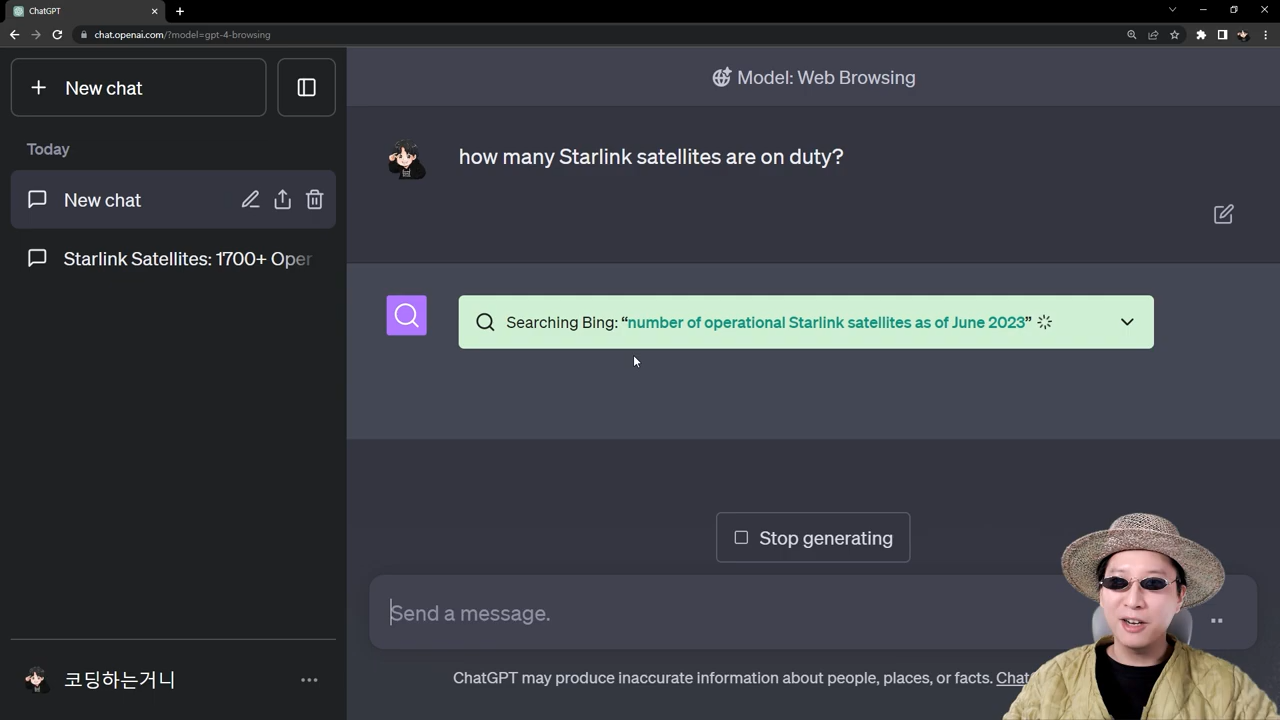 ChatGPT
chat.openai.com/?model=gpt-4-browsing
New chat
Today
New chat
Starlink Satellites: 1700+ Oper
코딩하는거니
Model: Web Browsing
how many Starlink satellites are on duty?
Searching Bing: “number of operational Starlink satellites as of June 2023”
Stop generating
Send a message.
ChatGPT may produce inaccurate information about people, places, or facts. Chat